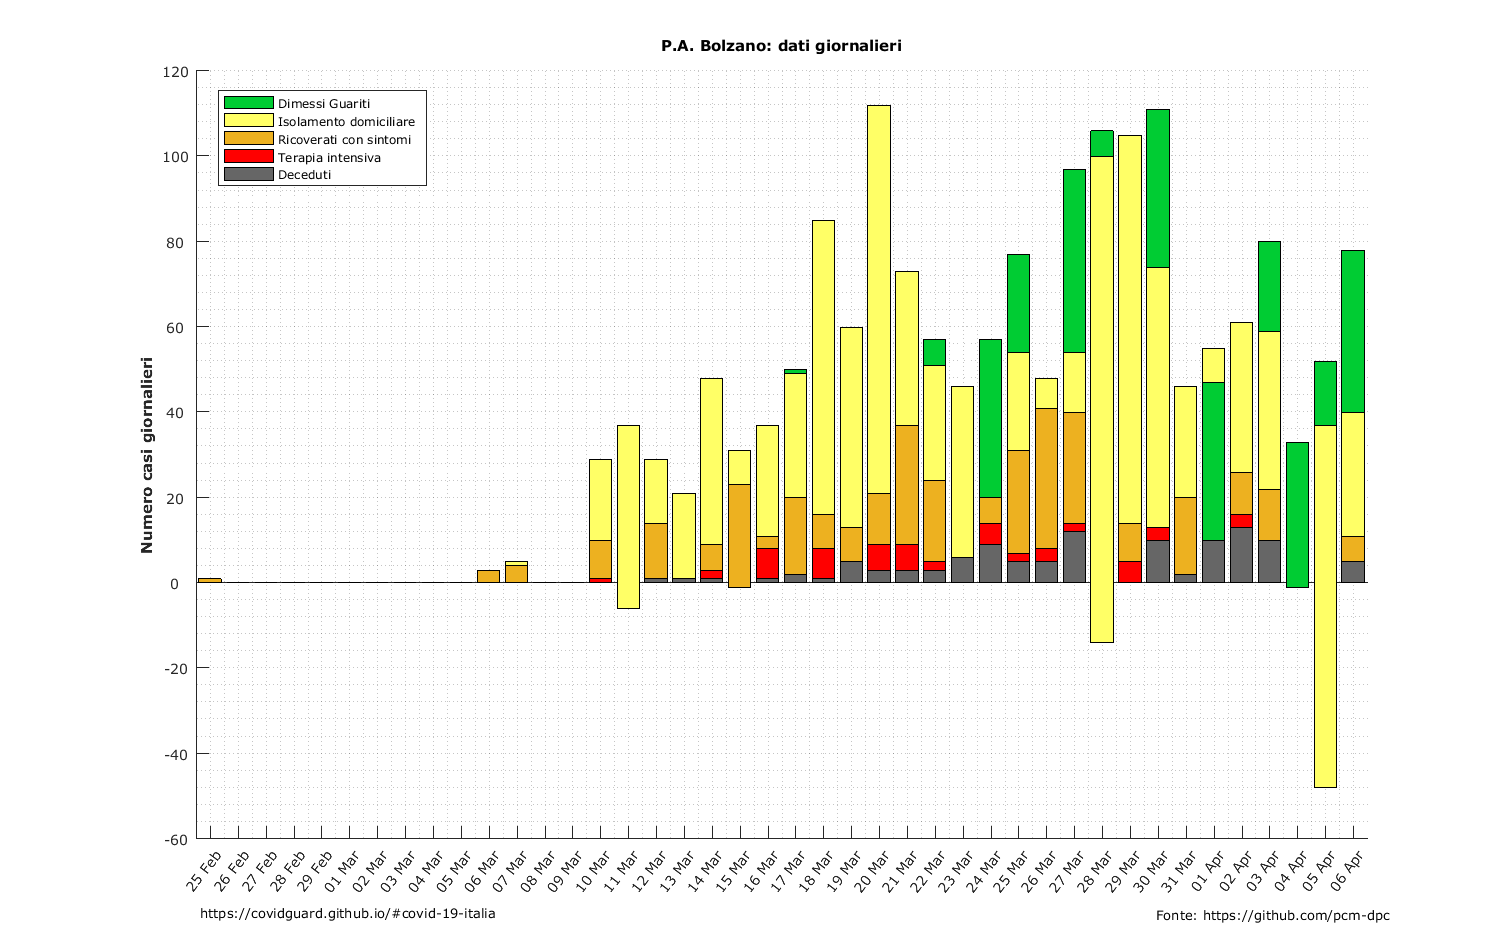 P.A. Bolzano: dati giornalieri
120
100
80
60
40
20
0
-20
-40
-60
Numero casi giornalieri
Dimessi Guariti
Isolamento domiciliare
Ricoverati con sintomi
Terapia intensiva
Deceduti
25 Feb
26 Feb
27 Feb
28 Feb
29 Feb
01 Mar
02 Mar
03 Mar
04 Mar
05 Mar
06 Mar
07 Mar
08 Mar
09 Mar
10 Mar
11 Mar
12 Mar
13 Mar
14 Mar
15 Mar
16 Mar
17 Mar
18 Mar
19 Mar
20 Mar
21 Mar
22 Mar
23 Mar
24 Mar
25 Mar
26 Mar
27 Mar
28 Mar
29 Mar
30 Mar
31 Mar
01 Apr
02 Apr
03 Apr
04 Apr
05 Apr
06 Apr
https://covidguard.github.io/#covid-19-italia
Fonte: https://github.com/pcm-dpc